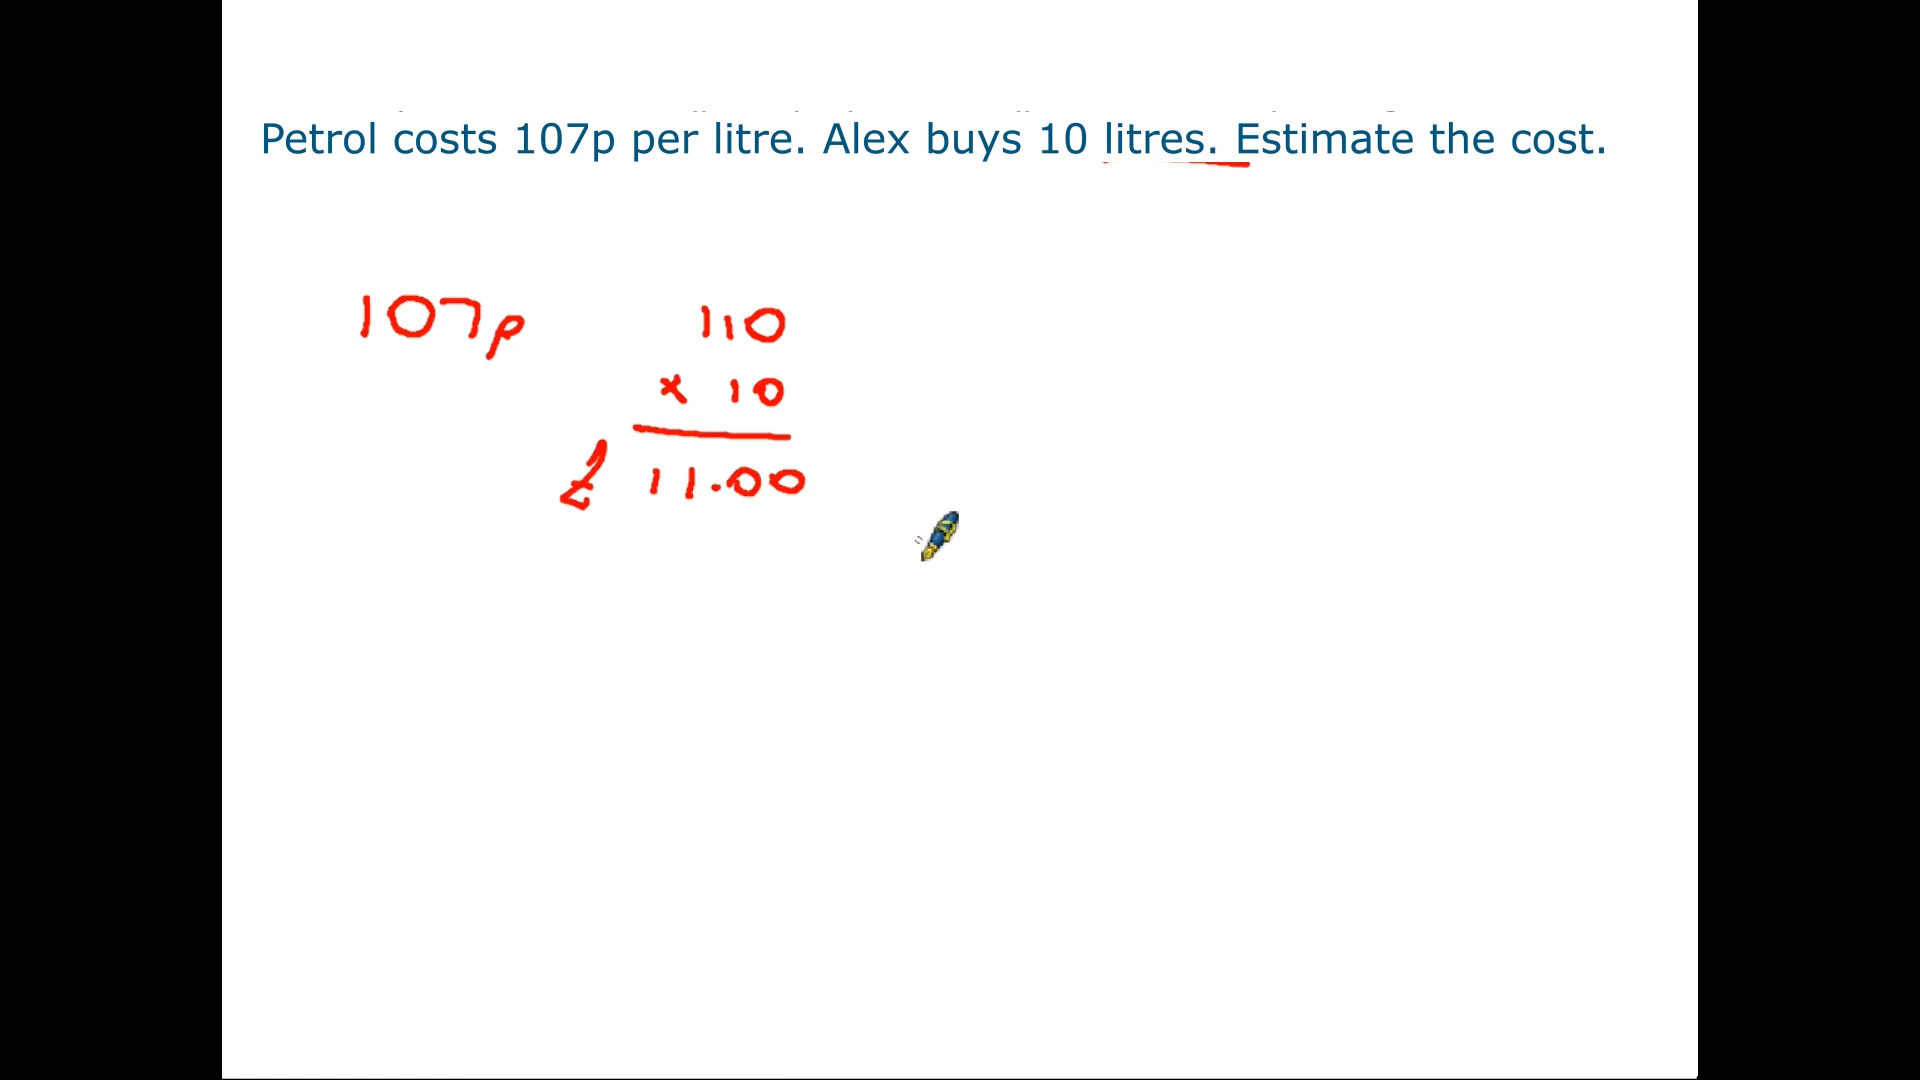 Petrol costs 107p per litre. Alex buys 10 litres. Estimate the cost.
107p 110
x 10
£ 11.00